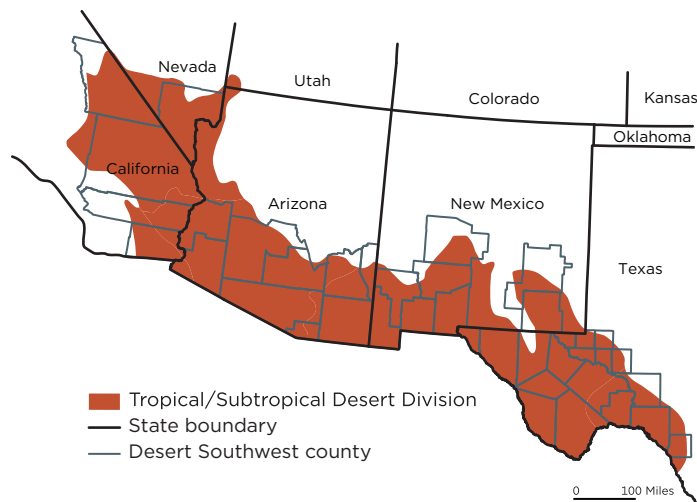 Nevada
Utah
Colorado
Kansas
Oklahoma
California
Arizona
New Mexico
Texas
Tropical/Subtropical Desert Division
State boundary
Desert Southwest county
0 100 Miles